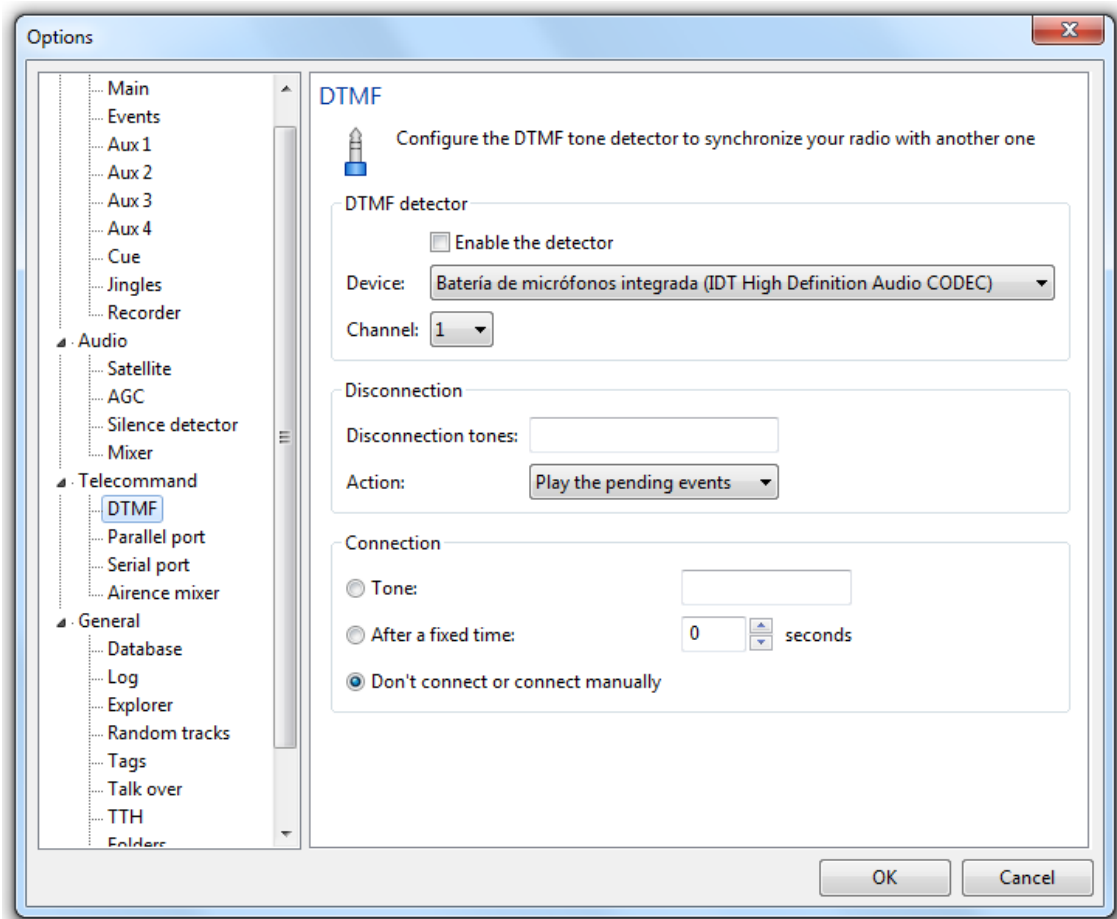 Options
Main
Events
Aux 1
Aux 2
Aux 3
Aux 4
Cue
Jingles
Recorder
Audio
Satellite
AGC
Silence detector
Mixer
Telecommand
DTMF
Parallel port
Serial port
Airence mixer
General
Database
Log
Explorer
Random tracks
Tags
Talk over
TTH
Folders
DTMF
Configure the DTMF tone detector to synchronize your radio with another one
DTMF detector
Enable the detector
Device: Batería de micrófonos integrada (IDT High Definition Audio CODEC)
Channel: 1
Disconnection
Disconnection tones:
Action: Play the pending events
Connection
Tone:
After a fixed time: 0 seconds
Don't connect or connect manually
OK Cancel